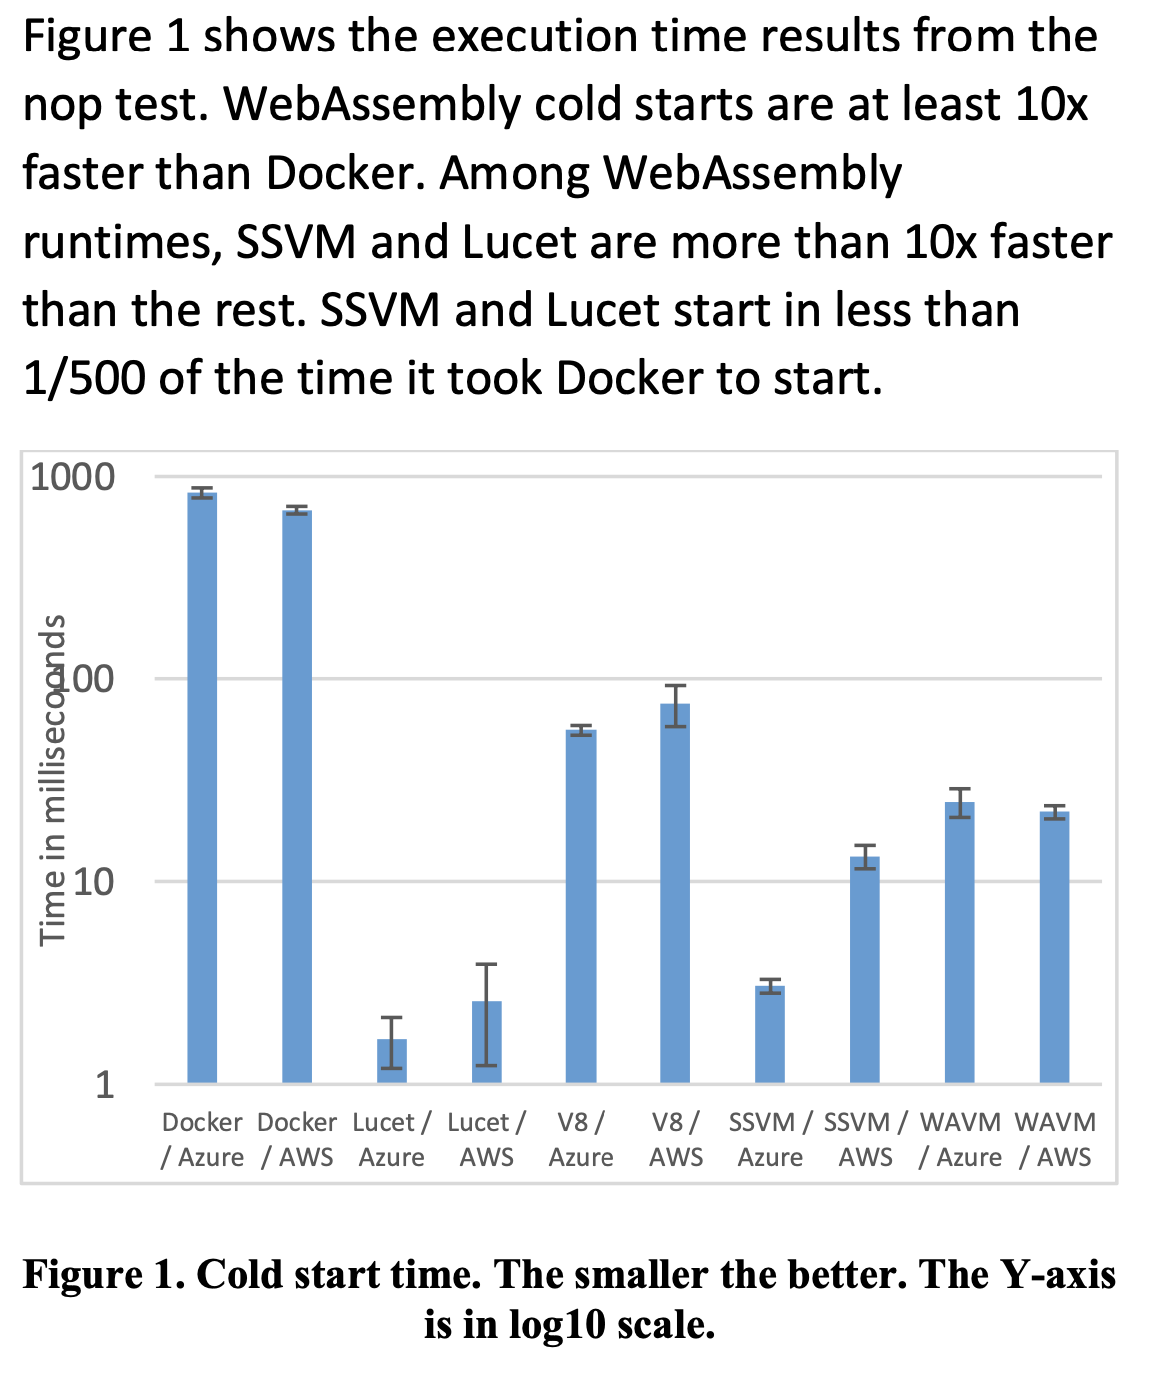 Figure 1 shows the execution time results from the
nop test. WebAssembly cold starts are at least 10x
faster than Docker. Among WebAssembly
runtimes, SSVM and Lucet are more than 10x faster
than the rest. SSVM and Lucet start in less than
1/500 of the time it took Docker to start.
Time in milliseconds
1000
100
10
1
Docker / Azure
Docker / AWS
Lucet / Azure
Lucet / AWS
V8 / Azure
V8 / AWS
SSVM / Azure
SSVM / AWS
WAVM / Azure
WAVM / AWS
Figure 1. Cold start time. The smaller the better. The Y-axis
is in log10 scale.